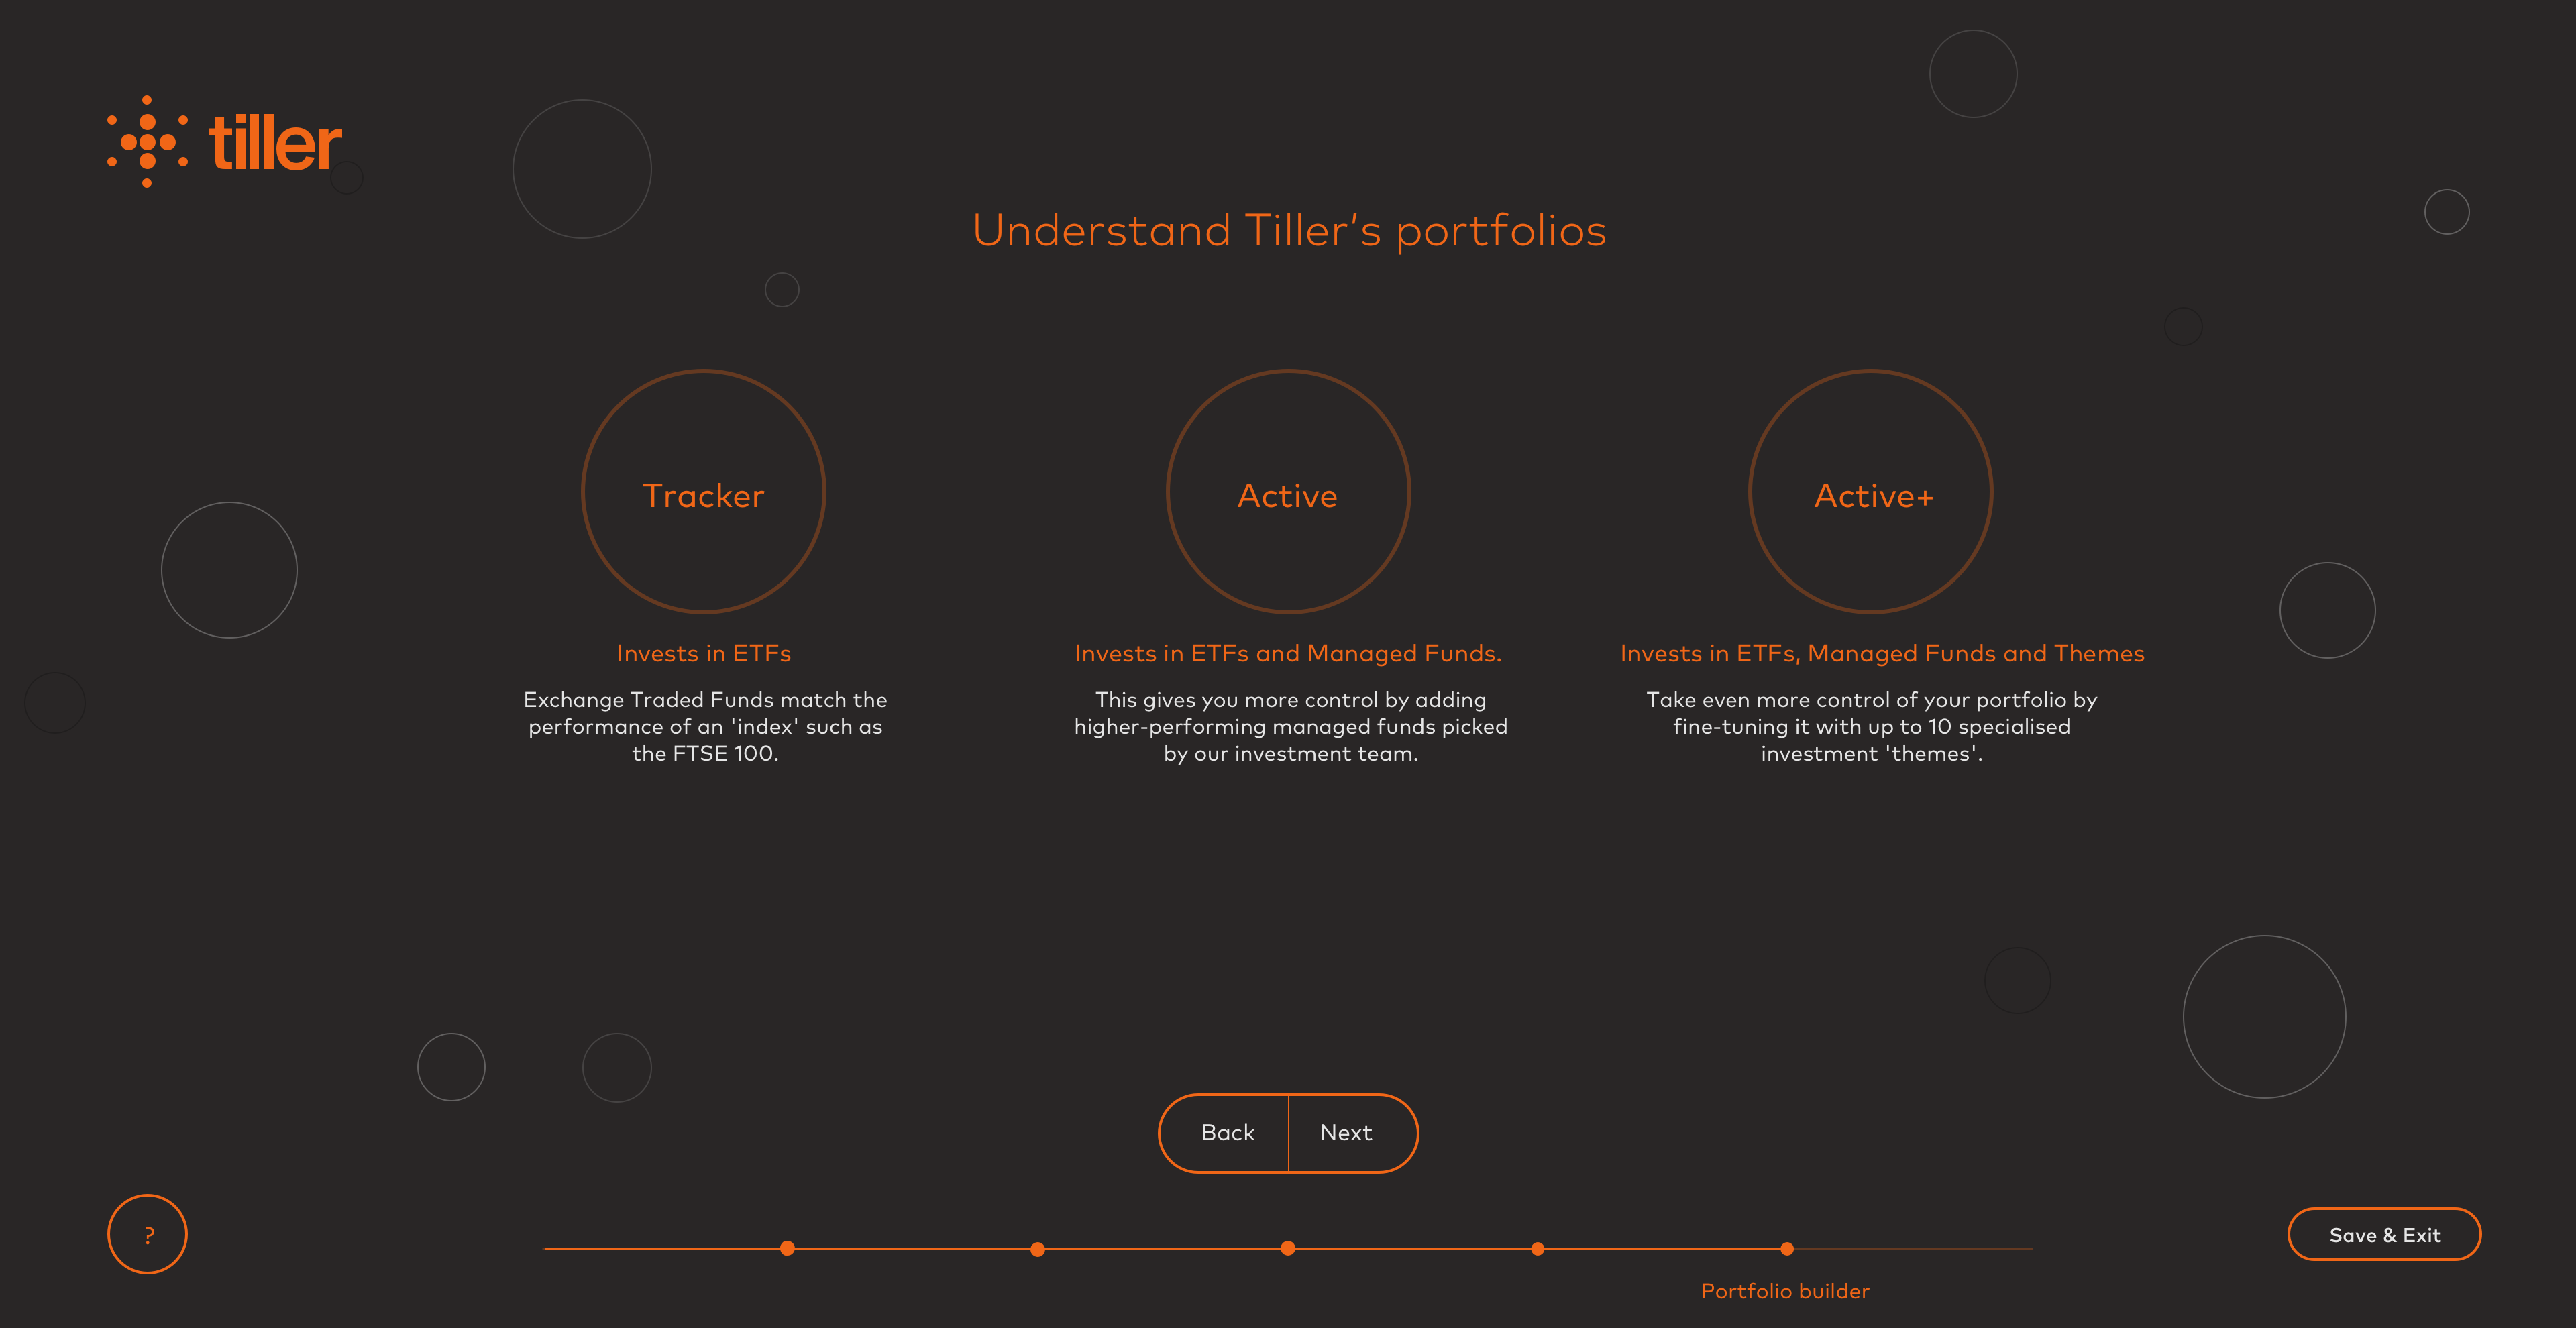 tiller
Understand Tiller’s portfolios
Tracker
Active
Active+
Invests in ETFs
Exchange Traded Funds match the
performance of an 'index' such as
the FTSE 100.
Invests in ETFs and Managed Funds.
This gives you more control by adding
higher-performing managed funds picked
by our investment team.
Invests in ETFs, Managed Funds and Themes
Take even more control of your portfolio by
fine-tuning it with up to 10 specialised
investment 'themes'.
Back
Next
?
Save & Exit
Portfolio builder